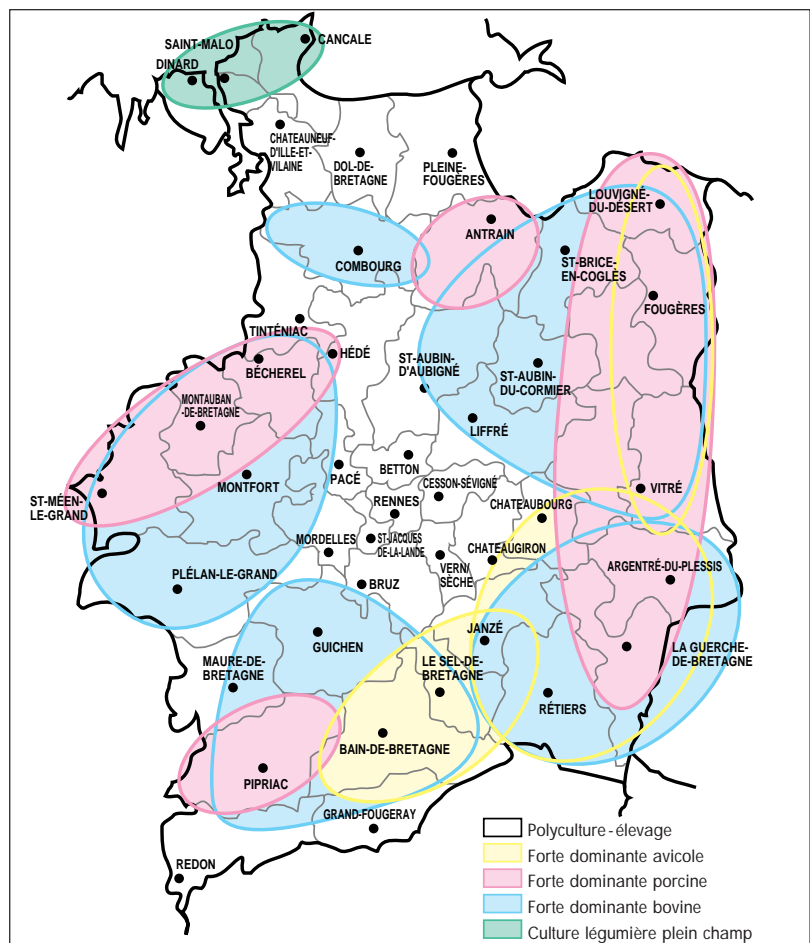 SAINT-MALO
CANCALE
DINARD
CHATEAUNEUF-
D'ILLE-ET-
VILAINE
DOL-DE-
BRETAGNE
PLEINE-
FOUGÈRES
LOUVIGNÉ-
DU-DÉSERT
ANTRAIN
COMBOURG
ST-BRICE-
EN-COGLÈS
FOUGÈRES
TINTÉNIAC
HÉDÉ
BÉCHEREL
ST-AUBIN-
D'AUBIGNÉ
ST-AUBIN-
DU-CORMIER
MONTAUBAN
-DE-BRETAGNE
LIFFRÉ
BETTON
PACÉ
MONTFORT
CESSON-SÉVIGNÉ
VITRÉ
ST-MÉEN-
LE-GRAND
RENNES
CHATEAUBOURG
MORDELLES
ST-JACQUES
DE-LA-LANDE
VERN/
SÈCHE
CHATEAUGIRON
ARGENTRÉ-DU-PLESSIS
PLÉLAN-LE-GRAND
BRUZ
GUICHEN
JANZÉ
LA GUERCHE-
DE-BRETAGNE
MAURE-DE-
BRETAGNE
LE SEL-DE-
BRETAGNE
RÉTIERS
BAIN-DE-BRETAGNE
PIPRIAC
GRAND-FOUGERAY
REDON
Polyculture - élevage
Forte dominante avicole
Forte dominante porcine
Forte dominante bovine
Culture légumière plein champ